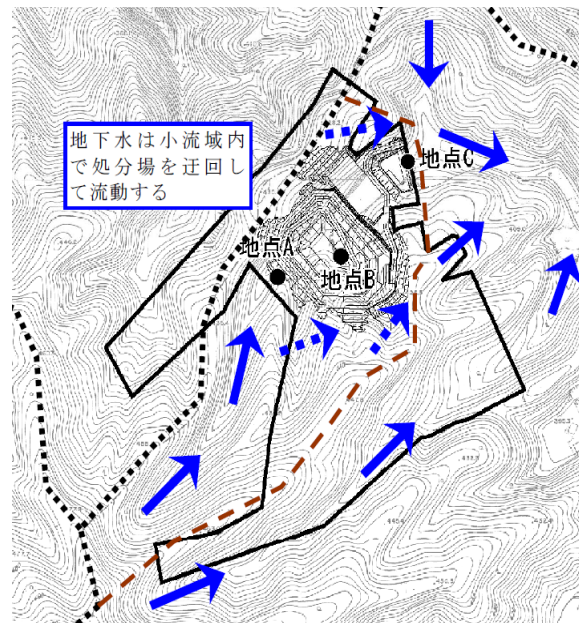 地下水は小流域内
で処分場を迂回し
て流動する
地点C
地点A
地点B